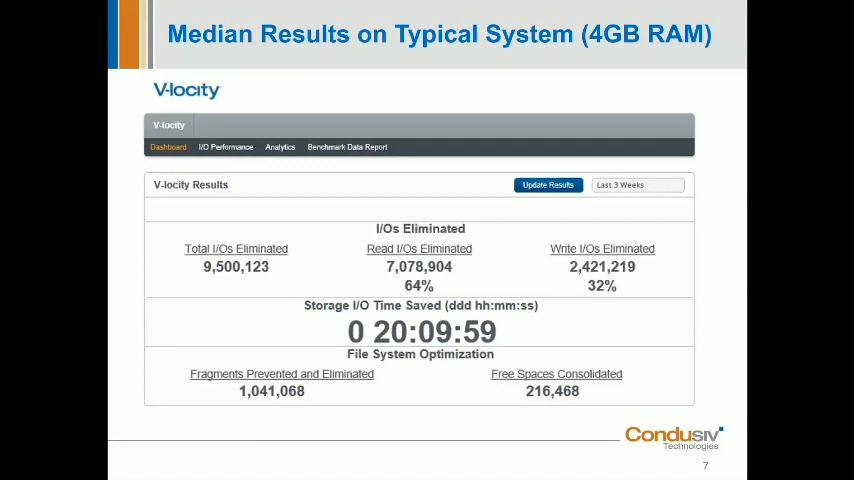 Median Results on Typical System (4GB RAM)
V-locity
V-locity
Dashboard I/O Performance Analytics Benchmark Data Report
V-locity Results Update Results Last 3 Weeks
I/Os Eliminated
Total I/Os Eliminated Read I/Os Eliminated Write I/Os Eliminated
9,500,123 7,078,904 2,421,219
64% 32%
Storage I/O Time Saved (ddd hh:mm:ss)
0 20:09:59
File System Optimization
Fragments Prevented and Eliminated Free Spaces Consolidated
1,041,068 216,468
Condusiv
Technologies
7